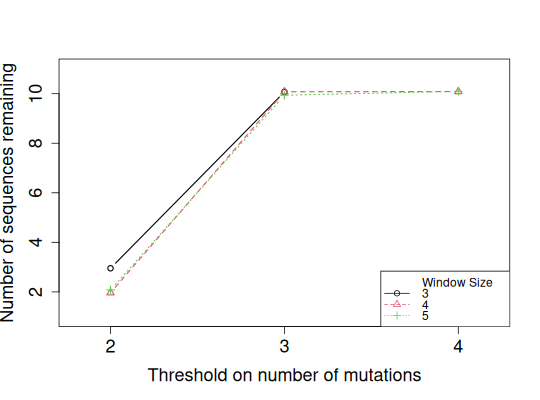 Number of sequences remaining
10
8
6
4
2
2 3 4
Threshold on number of mutations
Window Size
3
4
5